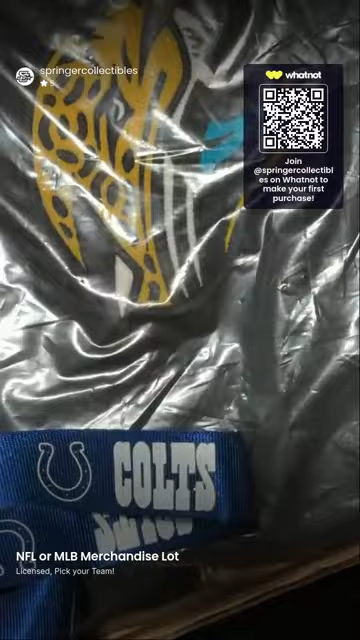 springercollectibles
whatnot
Join
@springercollectibl
es on Whatnot to
make your first
purchase!
COLTS
NFL or MLB Merchandise Lot
Licensed, Pick your Team!